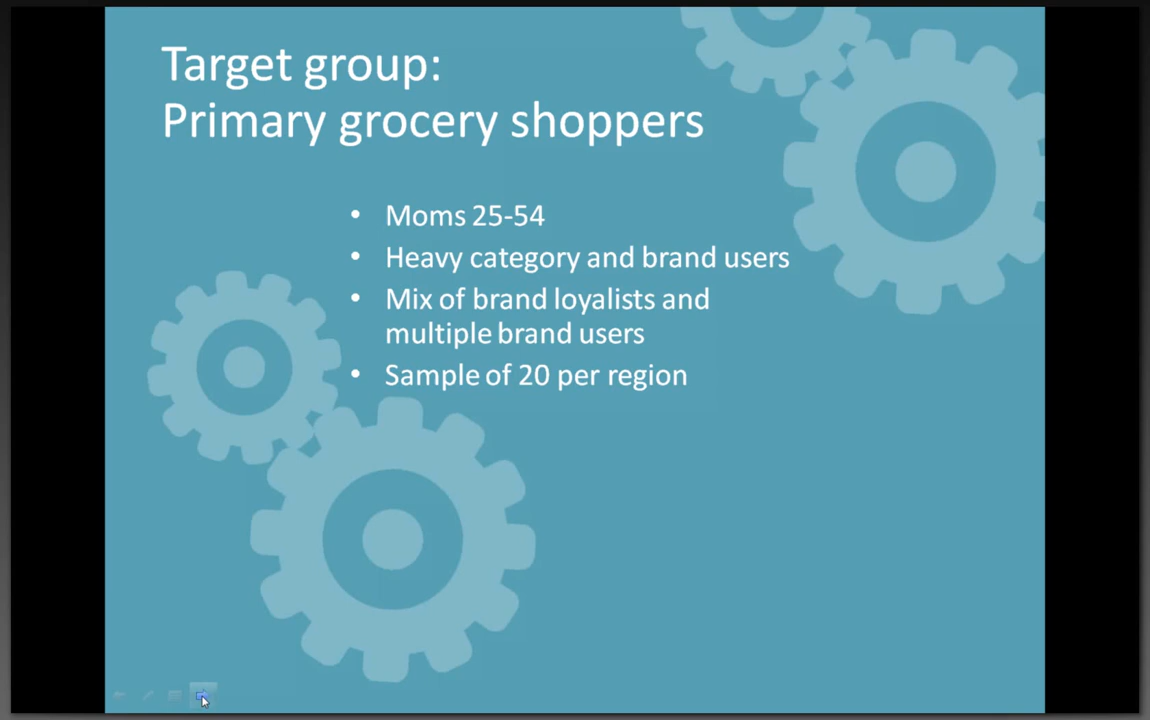 Target group:
Primary grocery shoppers
• Moms 25-54
• Heavy category and brand users
• Mix of brand loyalists and
multiple brand users
• Sample of 20 per region